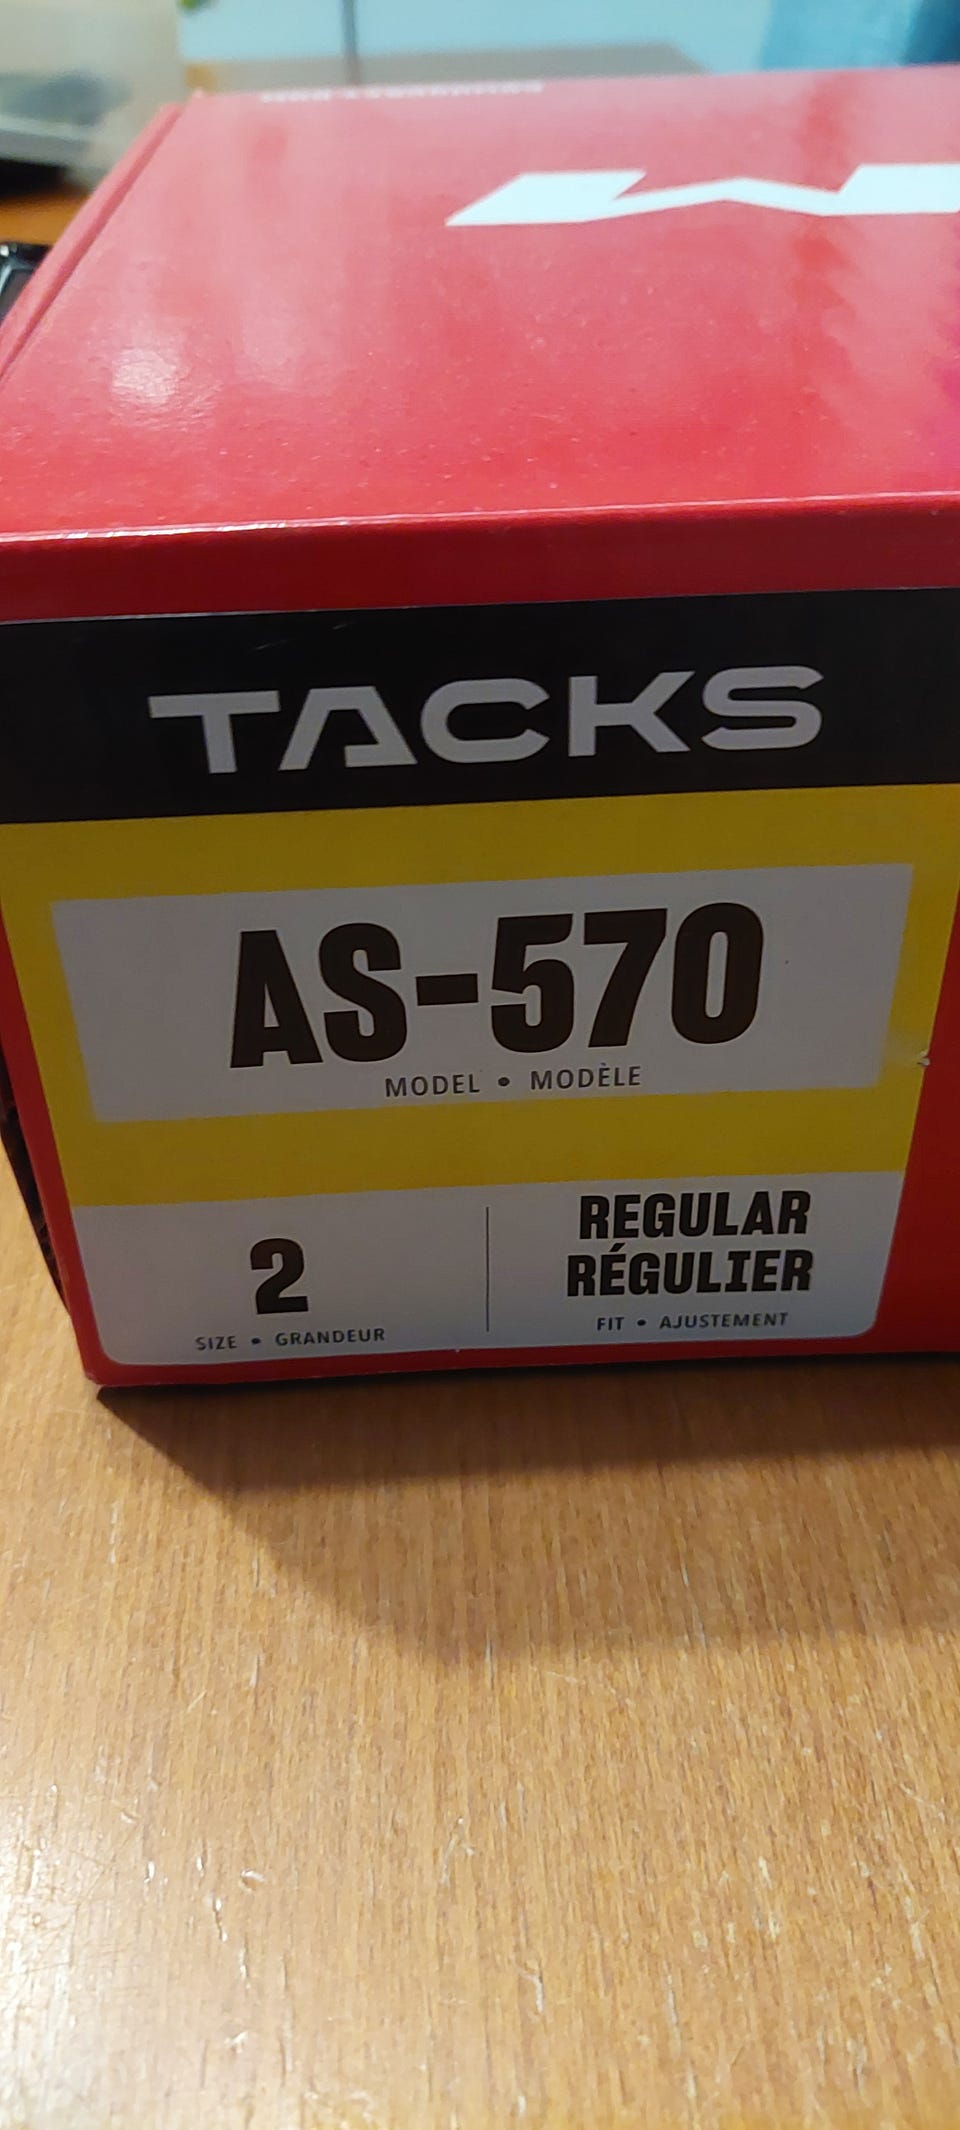 TACKS
AS-570
MODEL • MODÈLE
2
SIZE • GRANDEUR
REGULAR
RÉGULIER
FIT • AJUSTEMENT